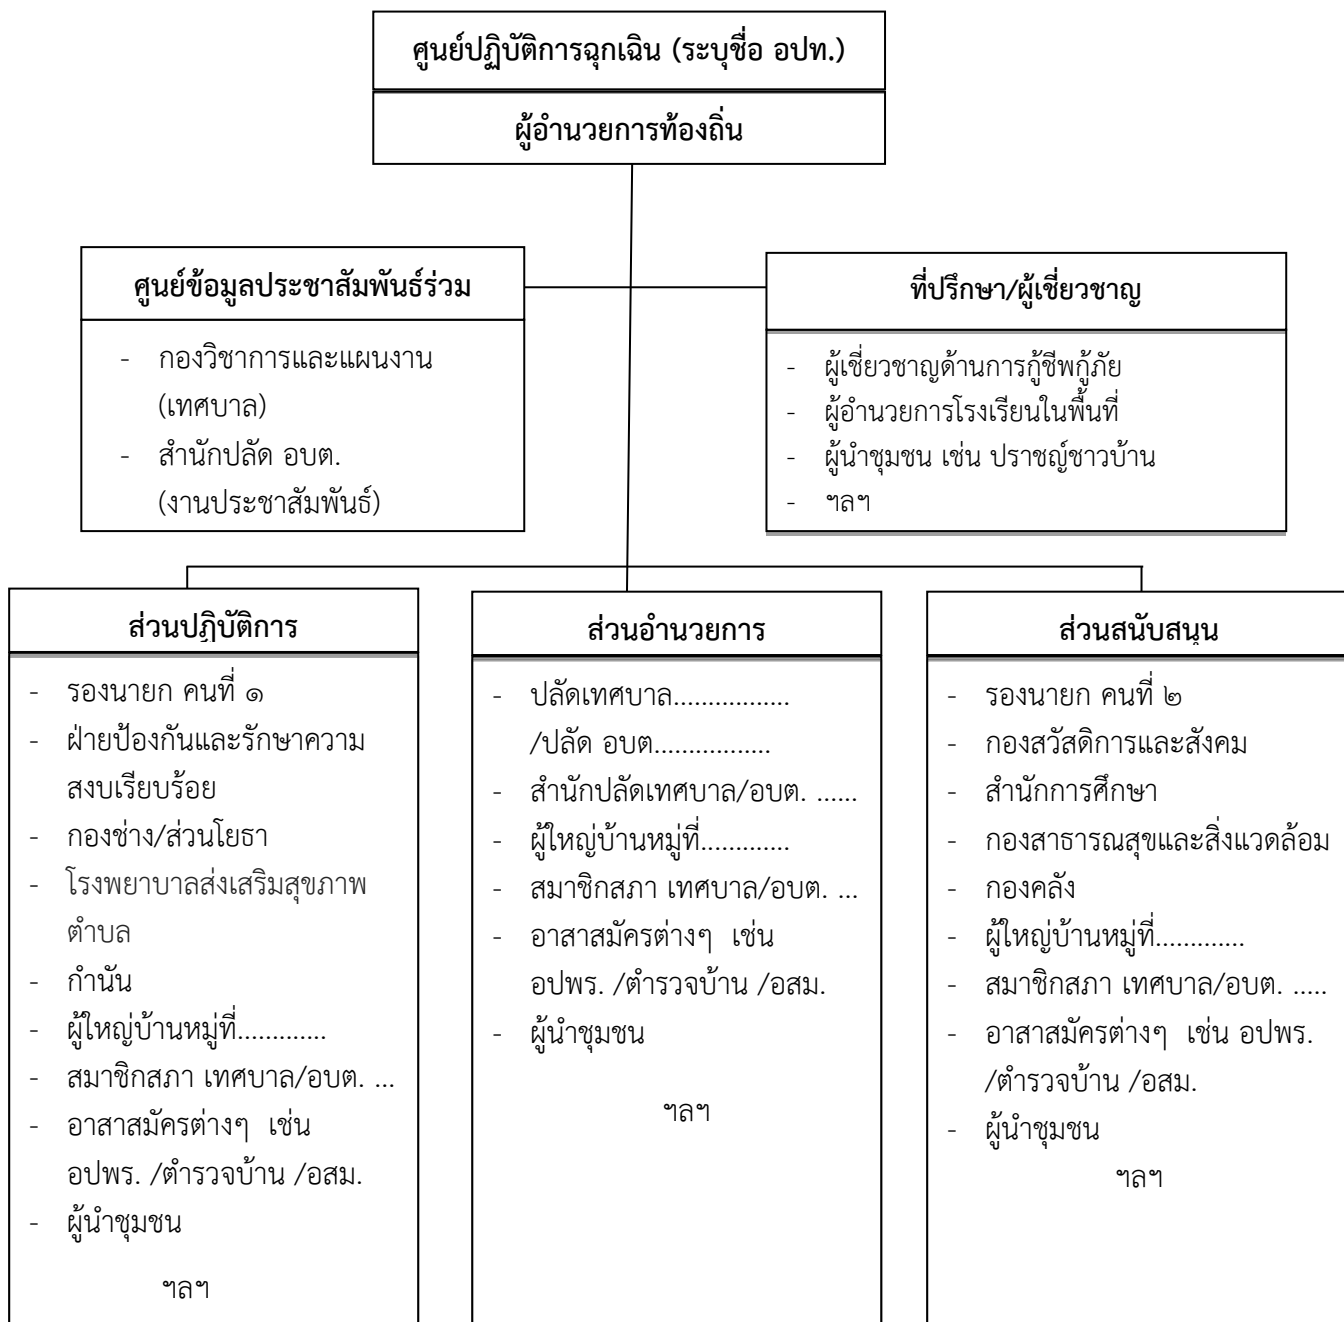 ศูนย์ปฏิบัติการฉุกเฉิน (ระบุชื่อ อปท.)
ผู้อำนวยการท้องถิ่น
ศูนย์ข้อมูลประชาสัมพันธ์ร่วม
- กองวิชาการและแผนงาน
(เทศบาล)
- สำนักปลัด อบต.
(งานประชาสัมพันธ์)
ที่ปรึกษา/ผู้เชี่ยวชาญ
- ผู้เชี่ยวชาญด้านการกู้ชีพกู้ภัย
- ผู้อำนวยการโรงเรียนในพื้นที่
- ผู้นำชุมชน เช่น ปราชญ์ชาวบ้าน
- ฯลฯ
ส่วนปฏิบัติการ
- รองนายก คนที่ ๑
- ฝ่ายป้องกันและรักษาความ
สงบเรียบร้อย
- กองช่าง/ส่วนโยธา
- โรงพยาบาลส่งเสริมสุขภาพ
ตำบล
- กำนัน
- ผู้ใหญ่บ้านหมู่ที่.............
- สมาชิกสภา เทศบาล/อบต. ...
- อาสาสมัครต่างๆ เช่น
อปพร. /ตำรวจบ้าน /อสม.
- ผู้นำชุมชน
ฯลฯ
ส่วนอำนวยการ
- ปลัดเทศบาล.................
/ปลัด อบต.................
- สำนักปลัดเทศบาล/อบต. ......
- ผู้ใหญ่บ้านหมู่ที่.............
- สมาชิกสภา เทศบาล/อบต. ...
- อาสาสมัครต่างๆ เช่น
อปพร. /ตำรวจบ้าน /อสม.
- ผู้นำชุมชน
ฯลฯ
ส่วนสนับสนุน
- รองนายก คนที่ ๒
- กองสวัสดิการและสังคม
- สำนักการศึกษา
- กองสาธารณสุขและสิ่งแวดล้อม
- กองคลัง
- ผู้ใหญ่บ้านหมู่ที่.............
- สมาชิกสภา เทศบาล/อบต. .....
- อาสาสมัครต่างๆ เช่น อปพร.
/ตำรวจบ้าน /อสม.
- ผู้นำชุมชน
ฯลฯ